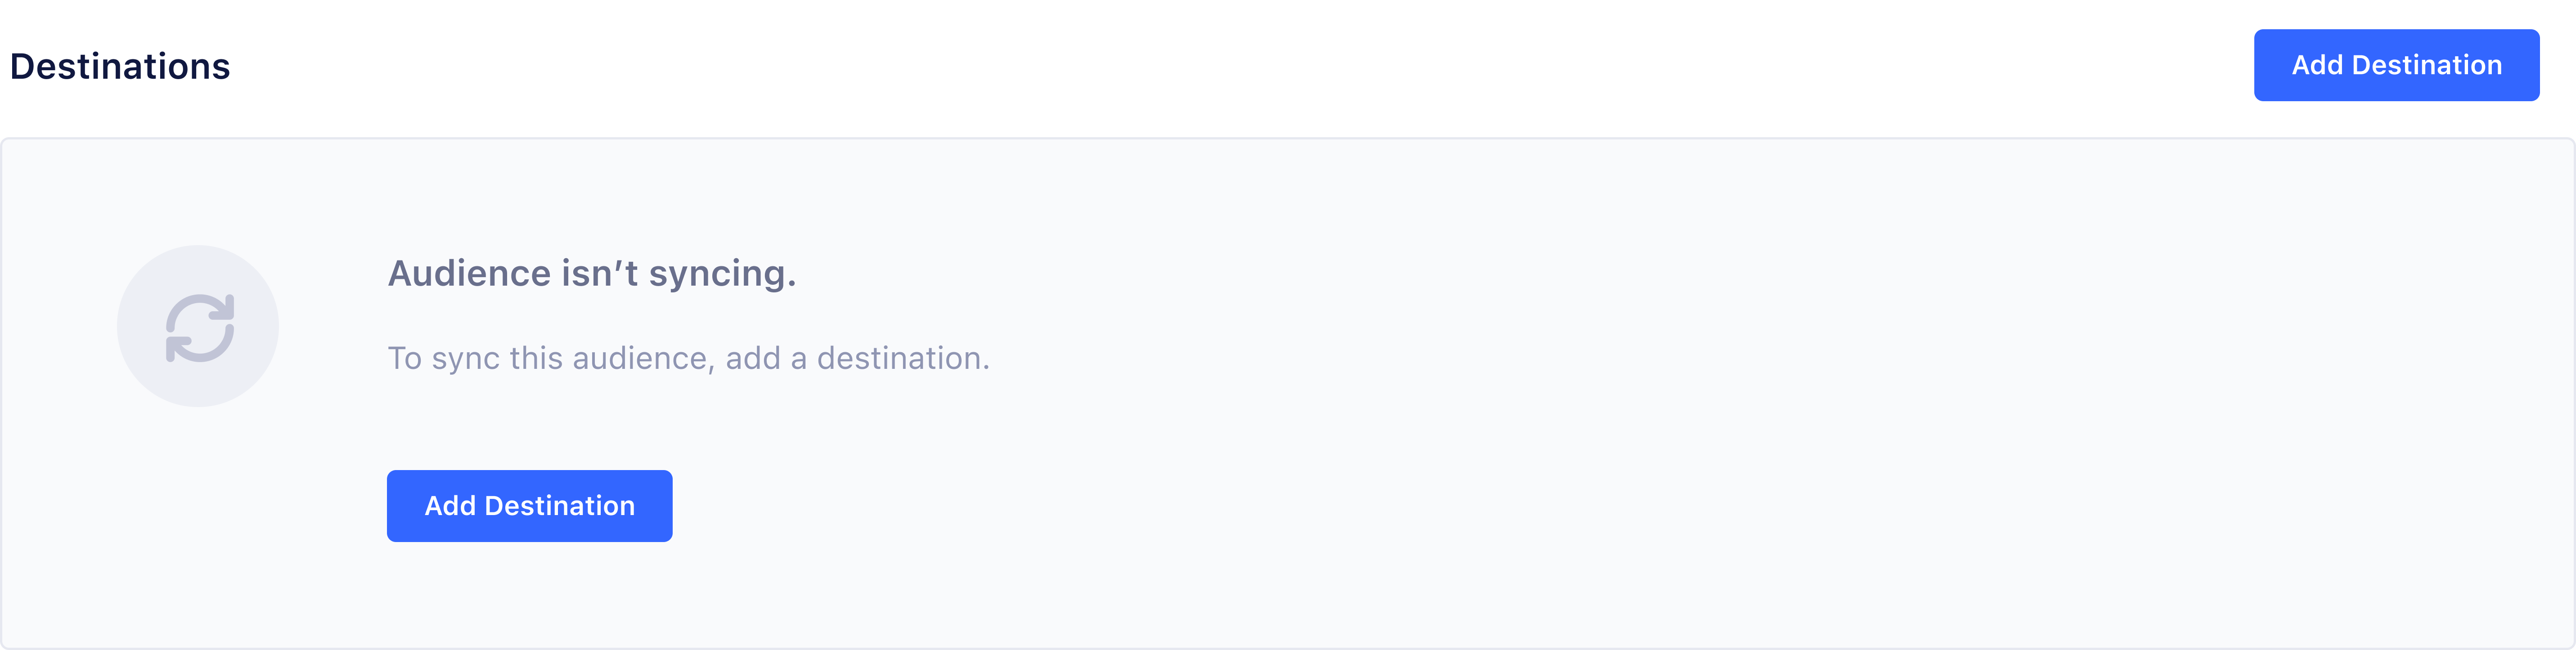 Destinations
Add Destination
Audience isn’t syncing.
To sync this audience, add a destination.
Add Destination